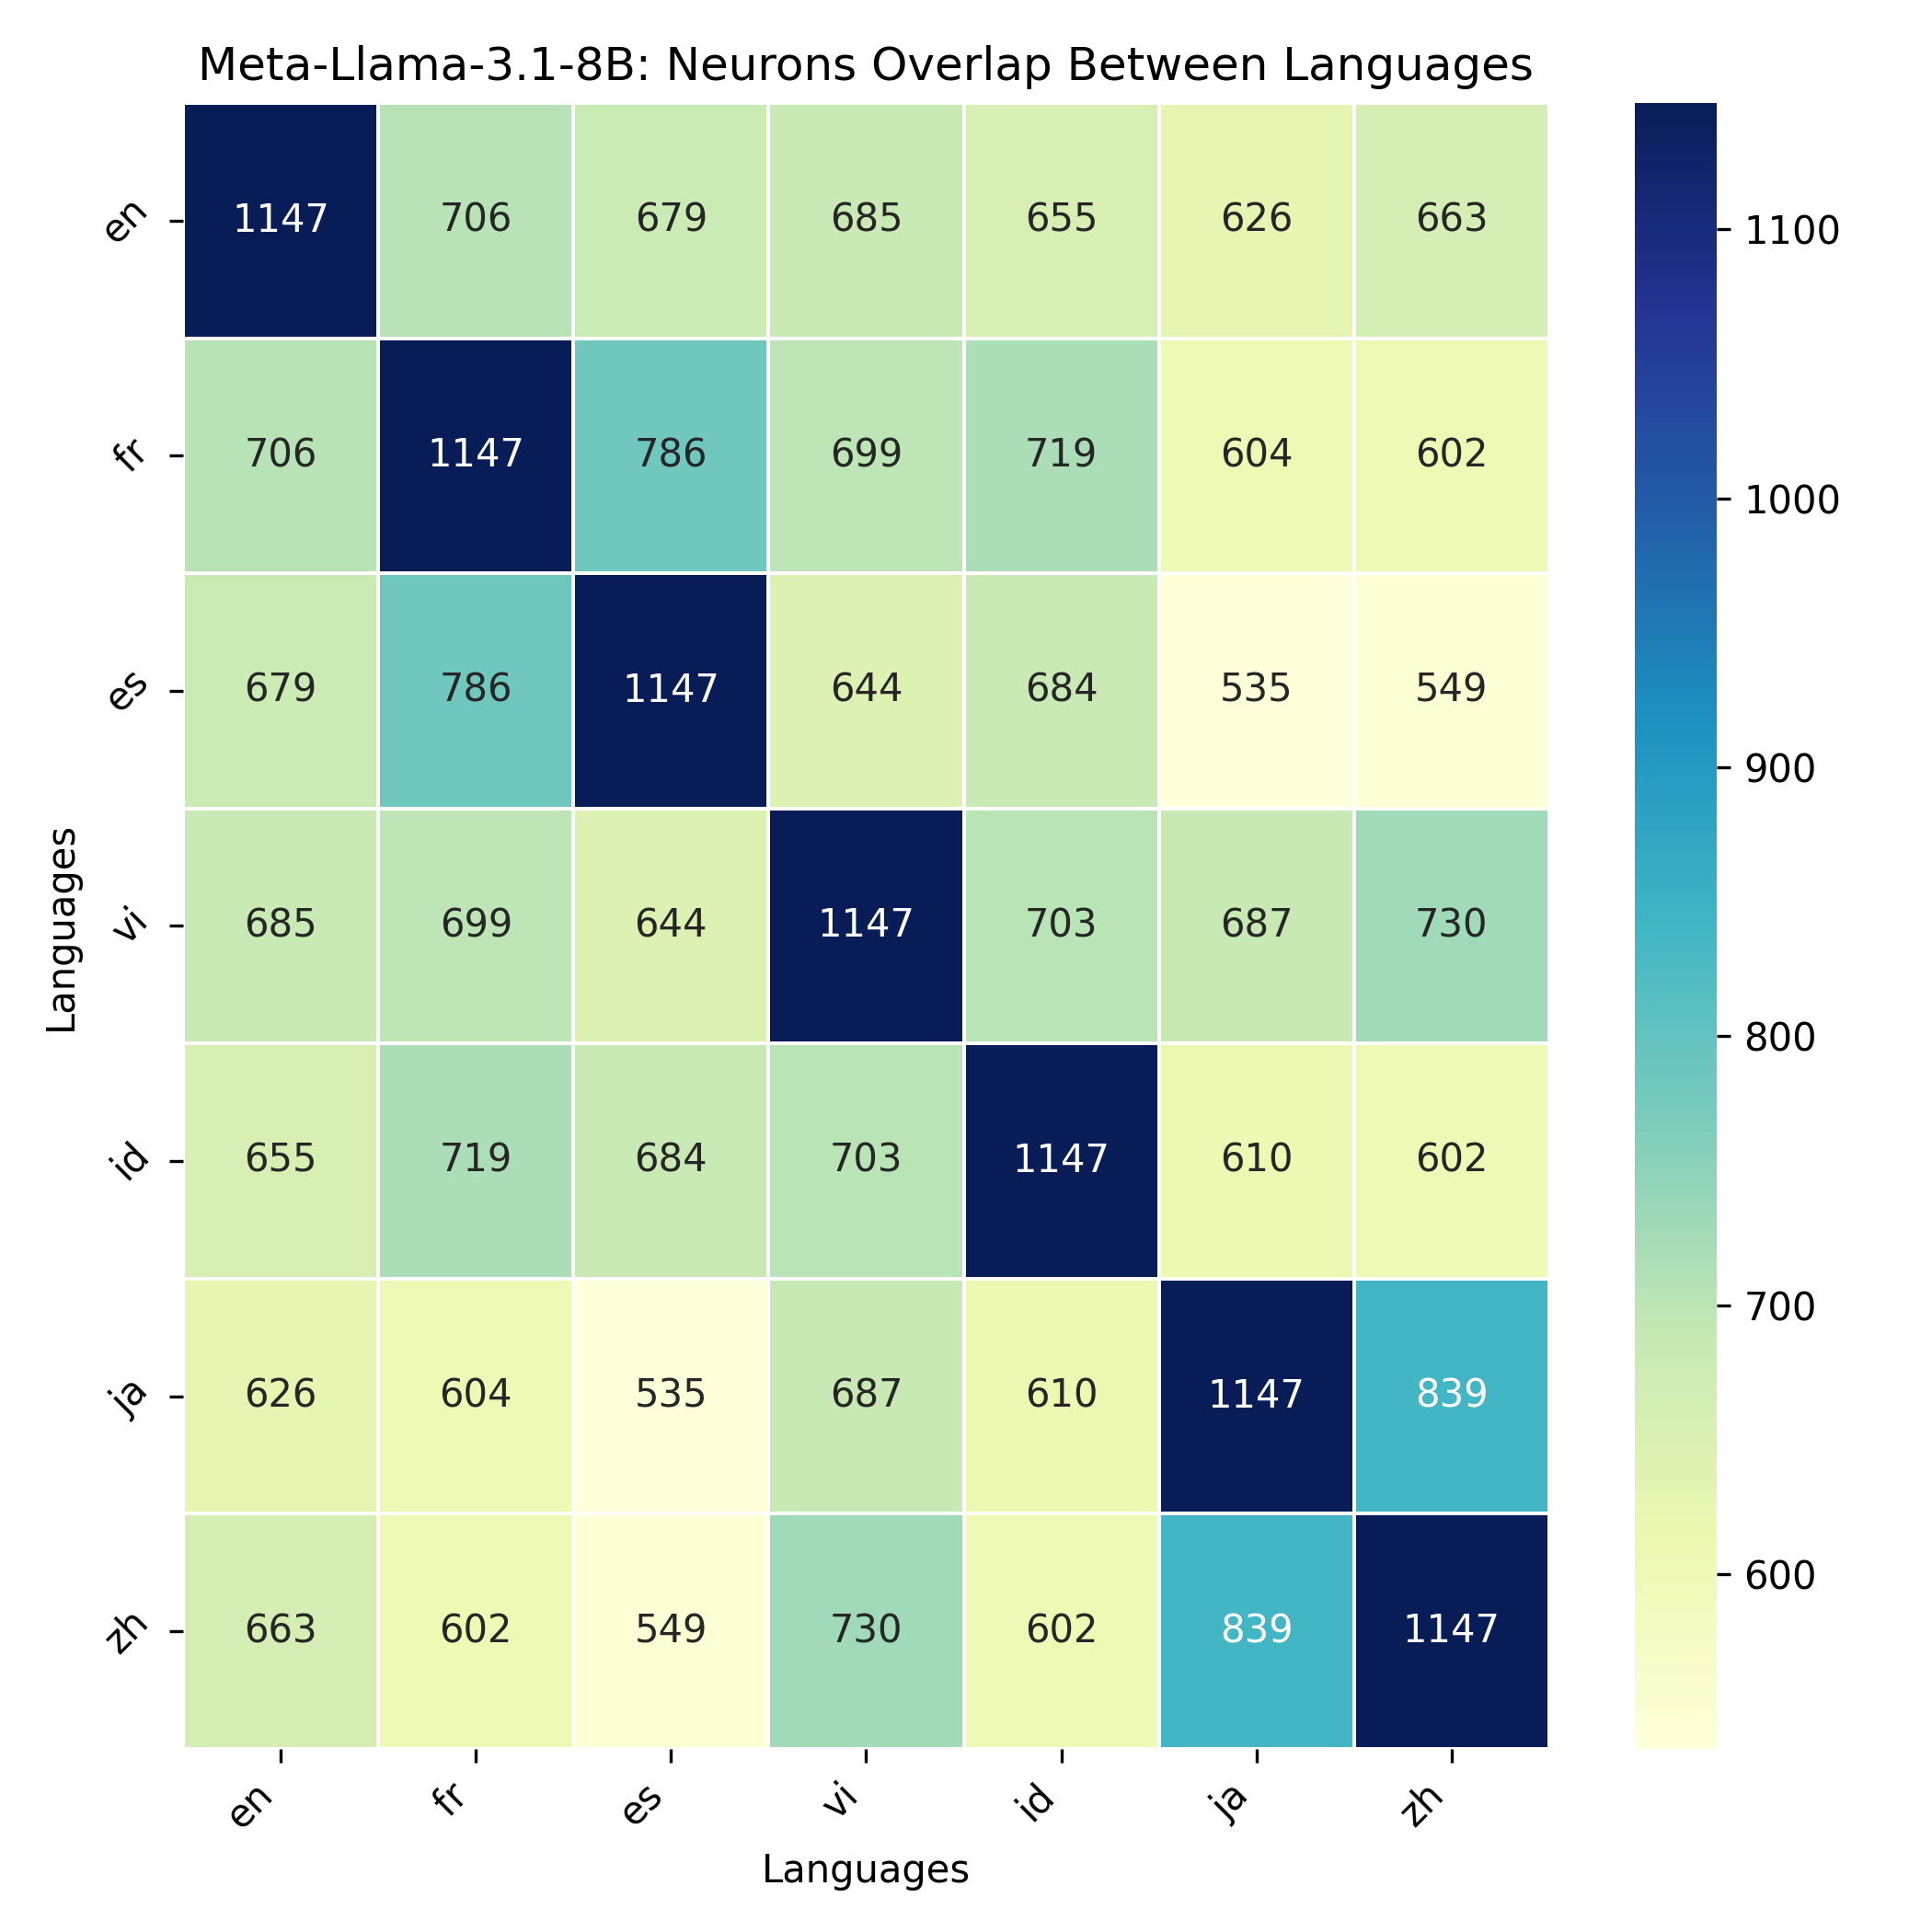 Meta-Llama-3.1-8B: Neurons Overlap Between Languages
en 1147 706 679 685 655 626 663
fr 706 1147 786 699 719 604 602
es 679 786 1147 644 684 535 549
vi 685 699 644 1147 703 687 730
id 655 719 684 703 1147 610 602
ja 626 604 535 687 610 1147 839
zh 663 602 549 730 602 839 1147
en fr es vi id ja zh
Languages
Languages
1100
1000
900
800
700
600